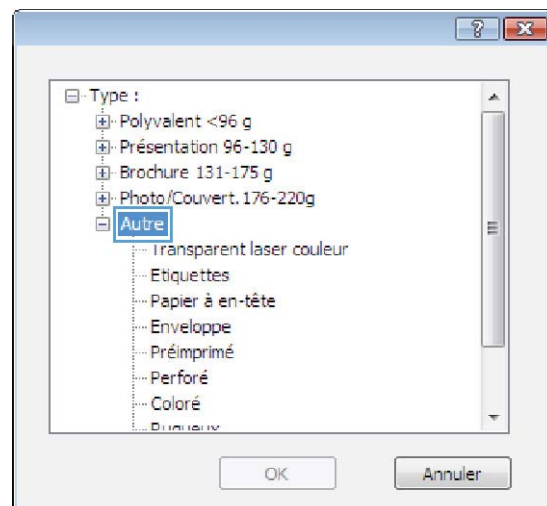 Type :
Polyvalent <96 g
Présentation 96-130 g
Brochure 131-175 g
Photo/Couvert. 176-220g
Autre
Transparent laser couleur
Etiquettes
Papier à en-tête
Enveloppe
Préimprimé
Perforé
Coloré
Rugueux
OK
Annuler